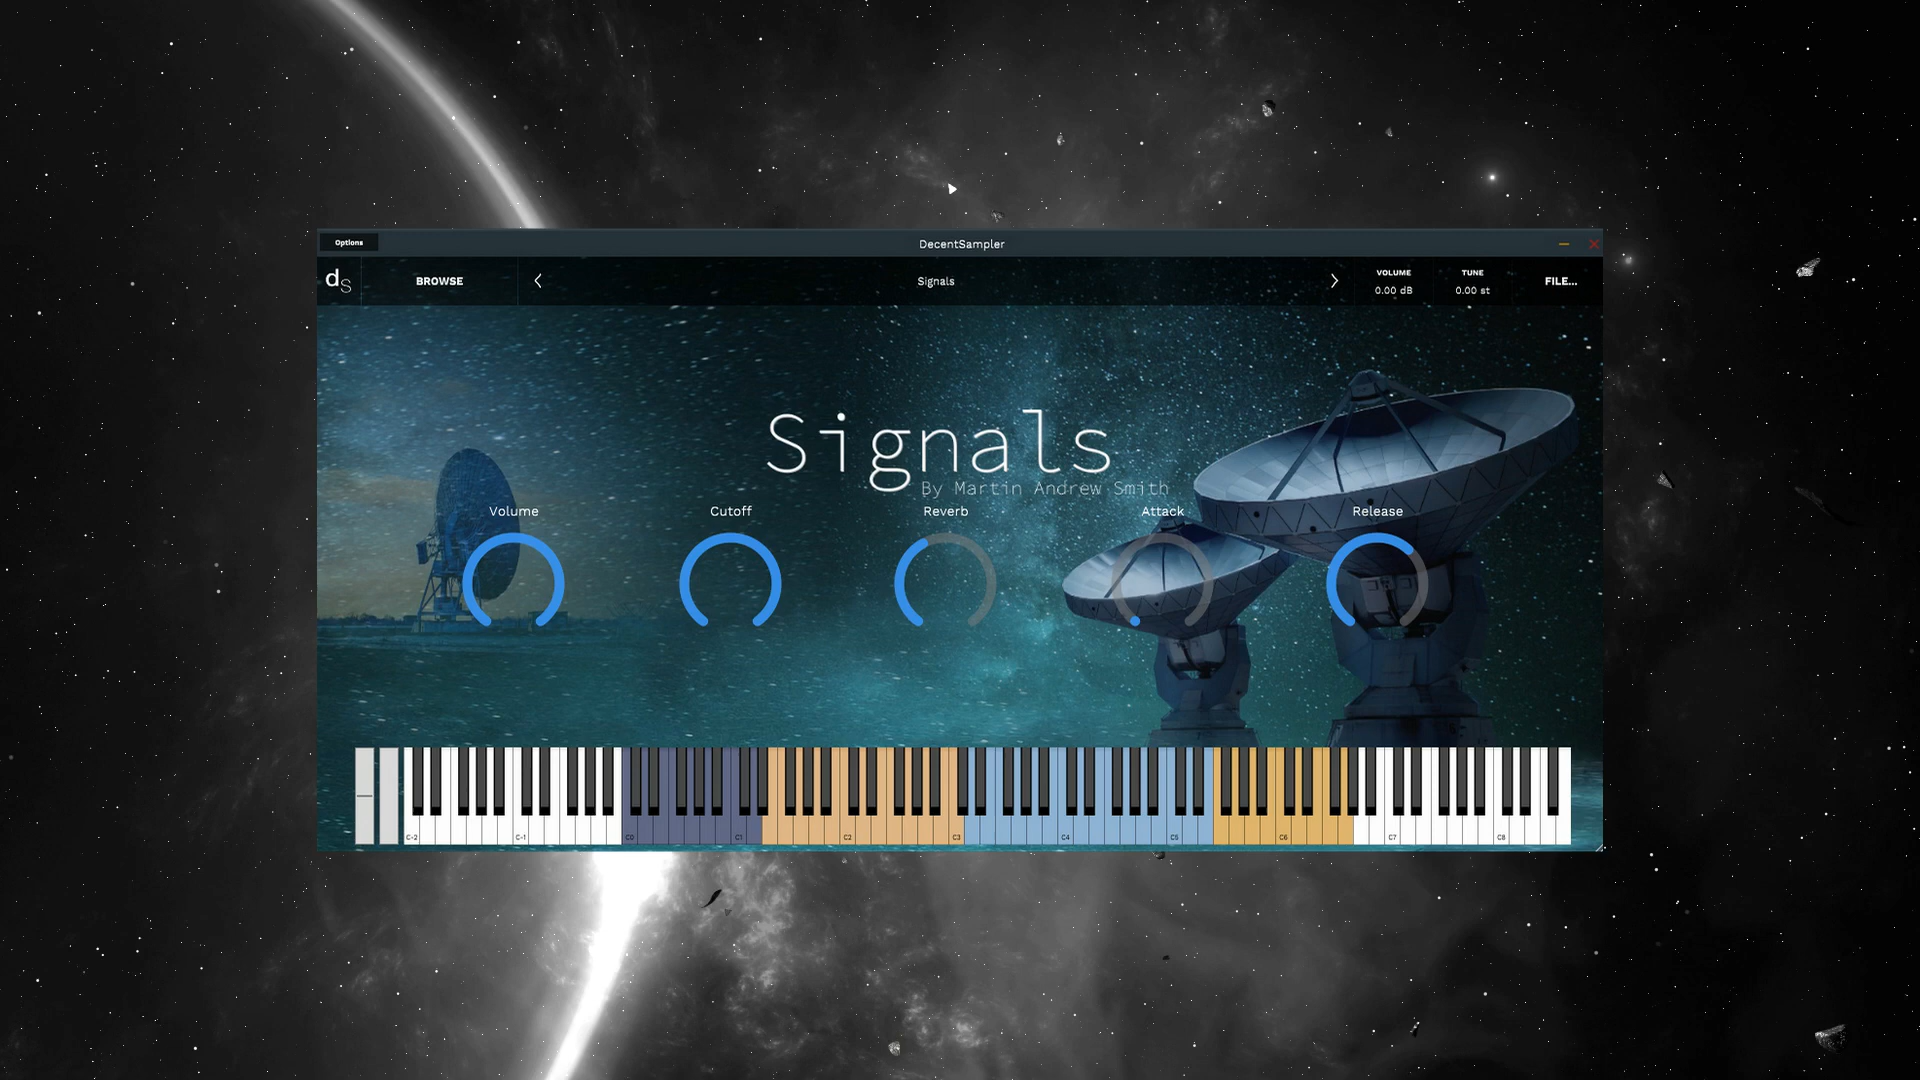 Options
DecentSampler
ds
BROWSE
Signals
VOLUME
0.00 dB
TUNE
0.00 st
FILE...
Signals
By Martin Andrew Smith
Volume
Cutoff
Reverb
Attack
Release
C-2
C-1
C0
C1
C2
C3
C4
C5
C6
C7
C8